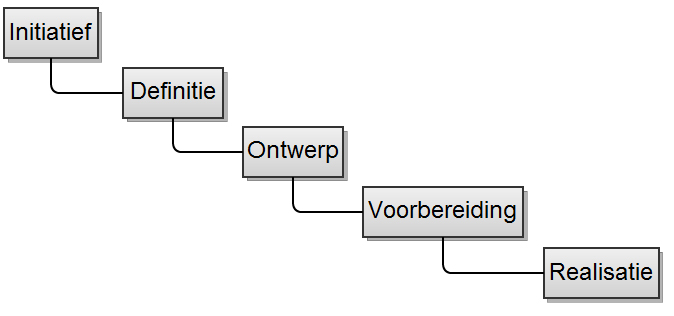 Initiatief
Definitie
Ontwerp
Voorbereiding
Realisatie